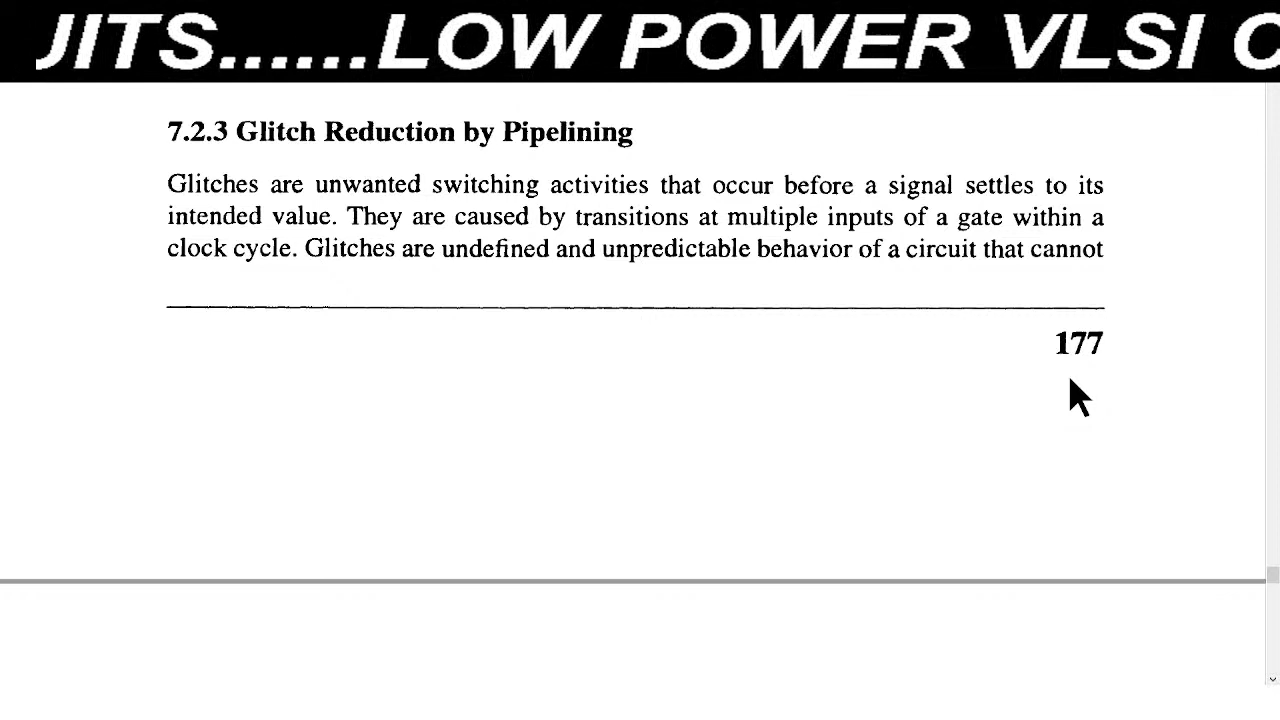 JITS......LOW POWER VLSI
7.2.3 Glitch Reduction by Pipelining
Glitches are unwanted switching activities that occur before a signal settles to its
intended value. They are caused by transitions at multiple inputs of a gate within a
clock cycle. Glitches are undefined and unpredictable behavior of a circuit that cannot
177